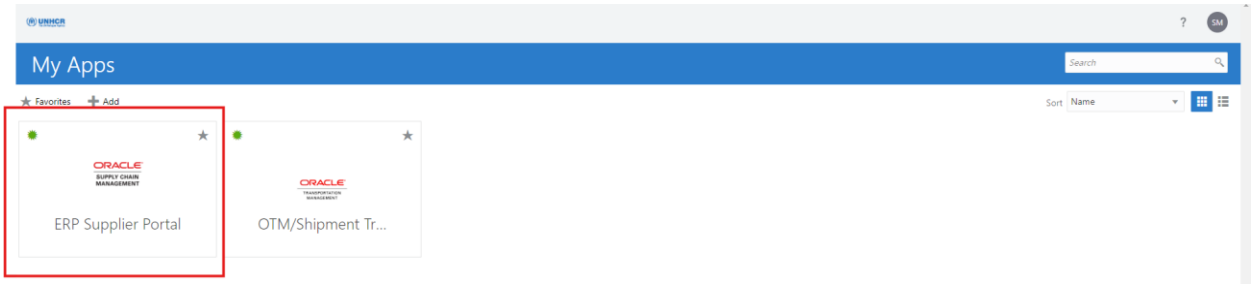 UNHCR
? SM
My Apps
Search
Favorites Add
Sort Name
ORACLE
SUPPLY CHAIN
MANAGEMENT
ERP Supplier Portal
ORACLE
TRANSPORTATION
MANAGEMENT
OTM/Shipment Tr...